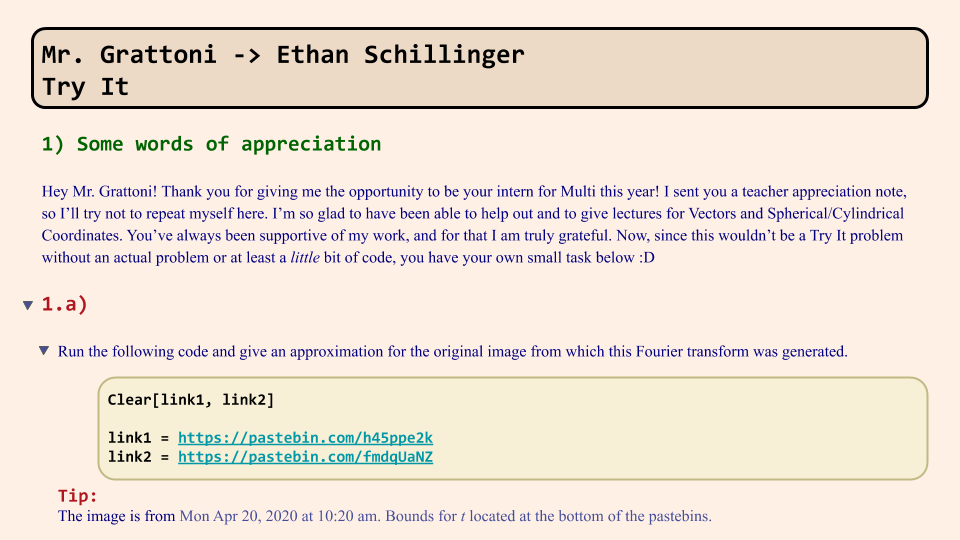 Mr. Grattoni -> Ethan Schillinger
Try It
1) Some words of appreciation
Hey Mr. Grattoni! Thank you for giving me the opportunity to be your intern for Multi this year! I sent you a teacher appreciation note,
so I’ll try not to repeat myself here. I’m so glad to have been able to help out and to give lectures for Vectors and Spherical/Cylindrical
Coordinates. You’ve always been supportive of my work, and for that I am truly grateful. Now, since this wouldn’t be a Try It problem
without an actual problem or at least a little bit of code, you have your own small task below :D
1.a)
Run the following code and give an approximation for the original image from which this Fourier transform was generated.
Clear[link1, link2]
link1 = https://pastebin.com/h45ppe2k
link2 = https://pastebin.com/fmdqUaNZ
Tip:
The image is from Mon Apr 20, 2020 at 10:20 am. Bounds for t located at the bottom of the pastebins.